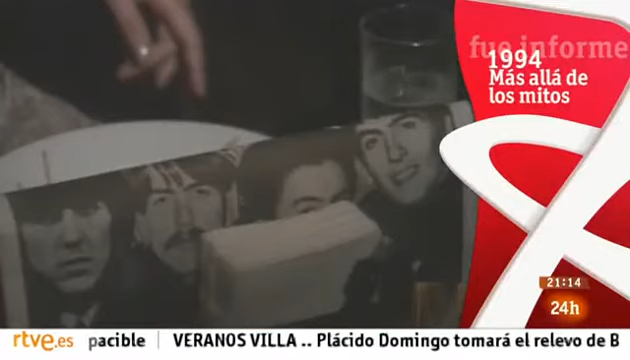 fue informe
1994
Más allá de
los mitos
21:14
24h
rtve.es pacible VERANOS VILLA .. Plácido Domingo tomará el relevo de B